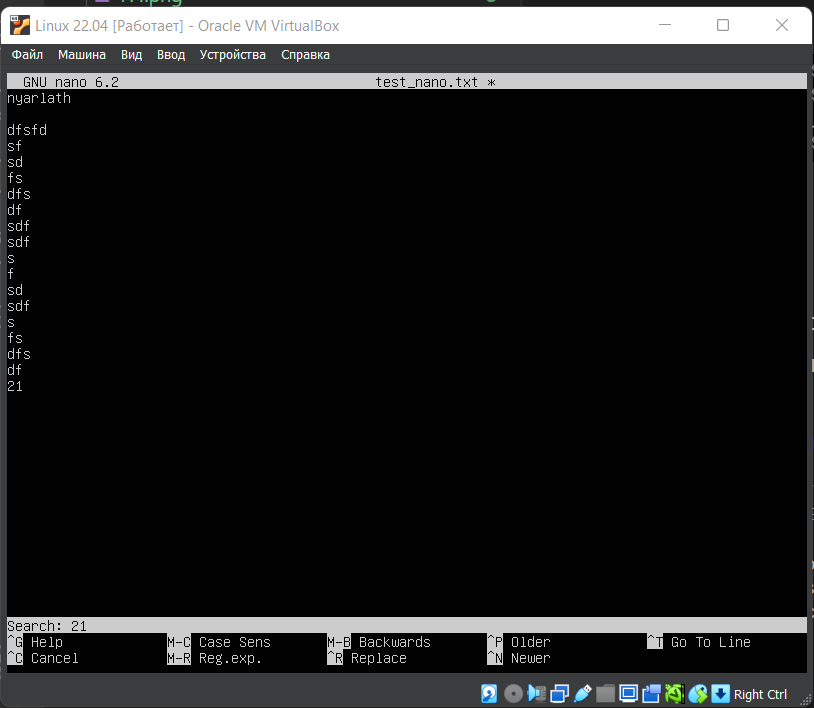 Linux 22.04 [Работает] - Oracle VM VirtualBox
Файл Машина Вид Ввод Устройства Справка
GNU nano 6.2 test_nano.txt *
nyarlath
dfsfd
sf
sd
fs
dfs
df
sdf
sdf
s
f
sd
sdf
s
fs
dfs
df
21
Search: 21
^G Help M-C Case Sens M-B Backwards ^P Older ^T Go To Line
^C Cancel M-R Reg.exp. ^R Replace ^N Newer
Right Ctrl